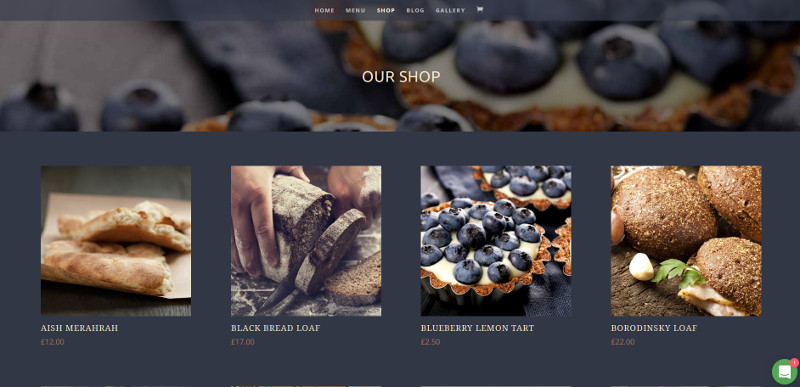 HOME MENU SHOP BLOG GALLERY
OUR SHOP
AISH MERAHRAH
£12.00
BLACK BREAD LOAF
£17.00
BLUEBERRY LEMON TART
£2.50
BORODINSKY LOAF
£22.00
1